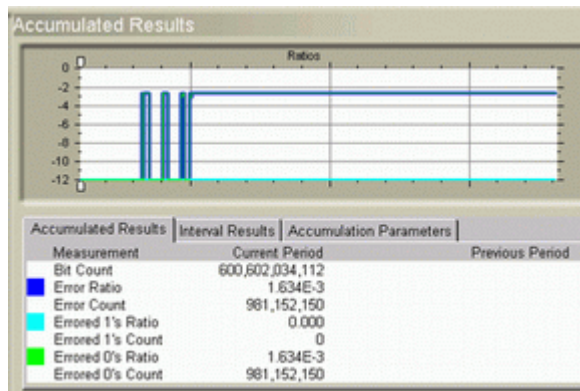 Accumulated Results
Ratios
0
-2
-4
-6
-8
-10
-12
Accumulated Results Interval Results Accumulation Parameters
Measurement Current Period Previous Period
Bit Count 600,602,034,112
Error Ratio 1.634E-3
Error Count 981,152,150
Errored 1's Ratio 0.000
Errored 1's Count 0
Errored 0's Ratio 1.634E-3
Errored 0's Count 981,152,150